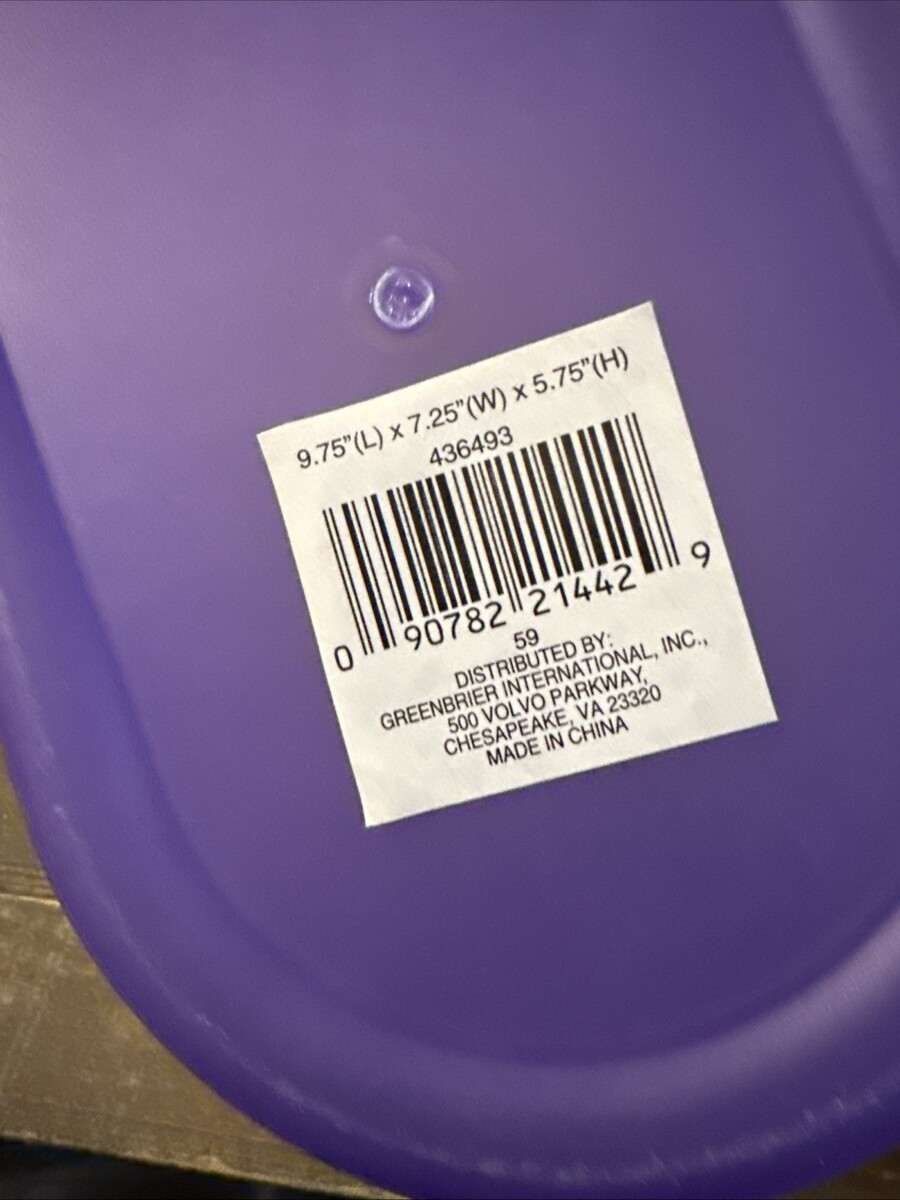 9.75”(L) x 7.25”(W) x 5.75”(H)
436493
0 90782 21442 9
59
DISTRIBUTED BY:
GREENBRIER INTERNATIONAL, INC.,
500 VOLVO PARKWAY,
CHESAPEAKE, VA 23320
MADE IN CHINA